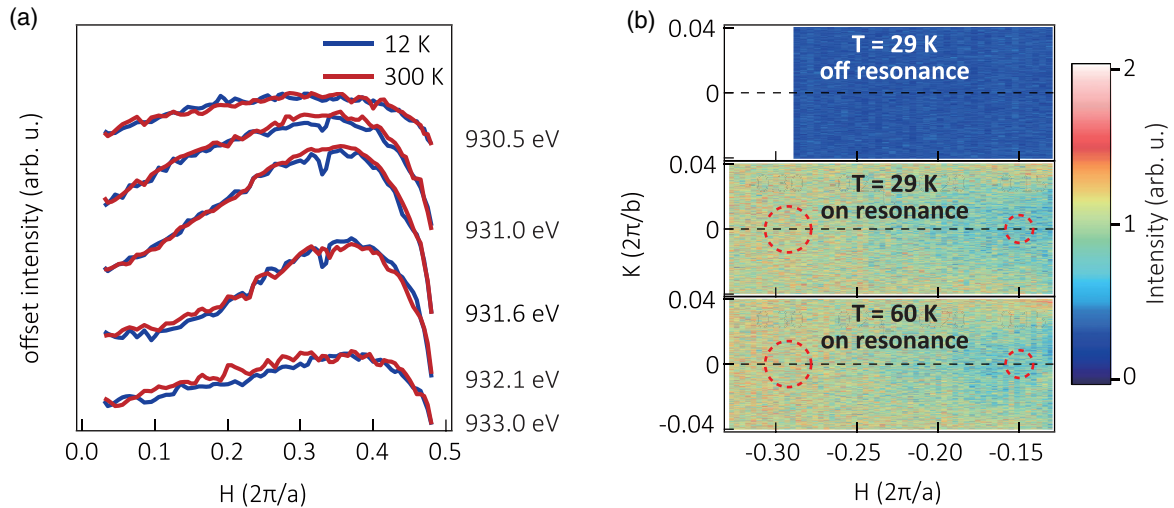 (a)
12 K
300 K
930.5 eV
931.0 eV
931.6 eV
932.1 eV
933.0 eV
offset intensity (arb. u.)
0.0 0.1 0.2 0.3 0.4 0.5
H (2π/a)
(b)
0.04
0
0.04
0
0.04
0
-0.04
K (2π/b)
T = 29 K
off resonance
T = 29 K
on resonance
T = 60 K
on resonance
-0.30 -0.25 -0.20 -0.15
H (2π/a)
2
1
0
Intensity (arb. u.)